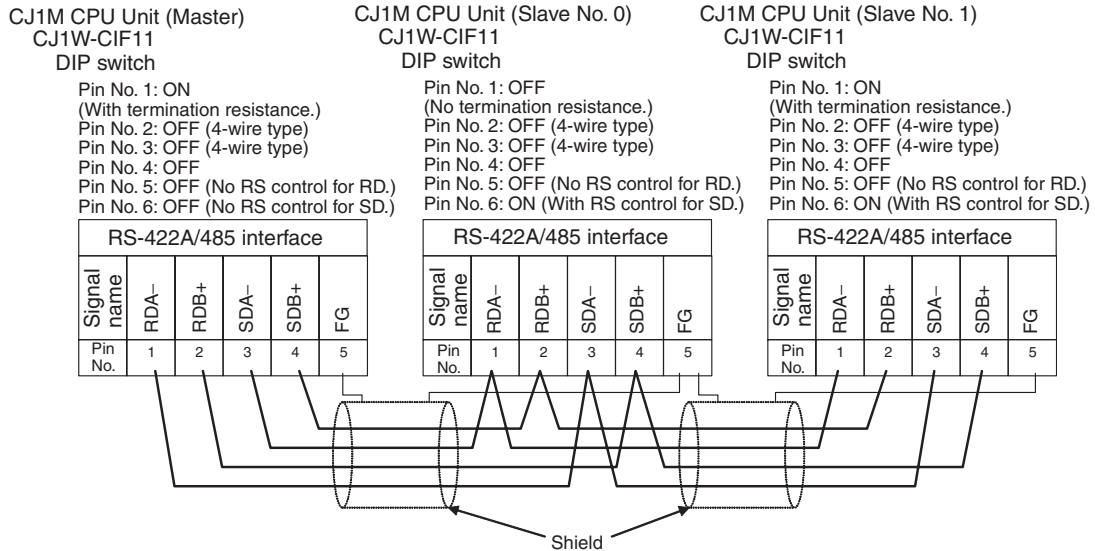 CJ1M CPU Unit (Master)
CJ1W-CIF11
DIP switch
Pin No. 1: ON
(With termination resistance.)
Pin No. 2: OFF (4-wire type)
Pin No. 3: OFF (4-wire type)
Pin No. 4: OFF
Pin No. 5: OFF (No RS control for RD.)
Pin No. 6: OFF (No RS control for SD.)
RS-422A/485 interface
Signal name RDA− RDB+ SDA− SDB+ FG
Pin No. 1 2 3 4 5
CJ1M CPU Unit (Slave No. 0)
CJ1W-CIF11
DIP switch
Pin No. 1: OFF
(No termination resistance.)
Pin No. 2: OFF (4-wire type)
Pin No. 3: OFF (4-wire type)
Pin No. 4: OFF
Pin No. 5: OFF (No RS control for RD.)
Pin No. 6: ON (With RS control for SD.)
RS-422A/485 interface
Signal name RDA− RDB+ SDA− SDB+ FG
Pin No. 1 2 3 4 5
CJ1M CPU Unit (Slave No. 1)
CJ1W-CIF11
DIP switch
Pin No. 1: ON
(With termination resistance.)
Pin No. 2: OFF (4-wire type)
Pin No. 3: OFF (4-wire type)
Pin No. 4: OFF
Pin No. 5: OFF (No RS control for RD.)
Pin No. 6: ON (With RS control for SD.)
RS-422A/485 interface
Signal name RDA− RDB+ SDA− SDB+ FG
Pin No. 1 2 3 4 5
Shield